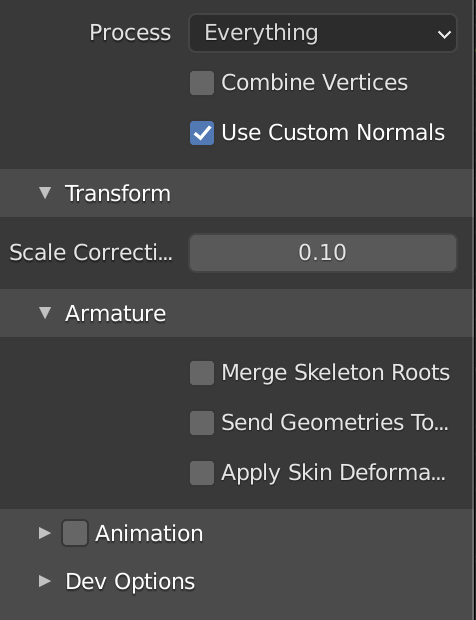 Process Everything
Combine Vertices
Use Custom Normals
Transform
Scale Correcti... 0.10
Armature
Merge Skeleton Roots
Send Geometries To...
Apply Skin Deforma...
Animation
Dev Options